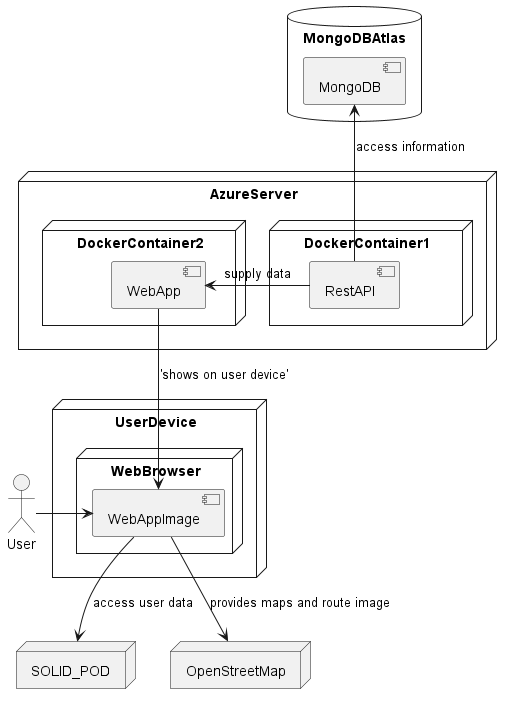 MongoDBAtlas
MongoDB
access information
AzureServer
DockerContainer2
DockerContainer1
supply data
WebApp
RestAPI
'shows on user device'
UserDevice
WebBrowser
WebAppImage
User
access user data
provides maps and route image
SOLID_POD
OpenStreetMap